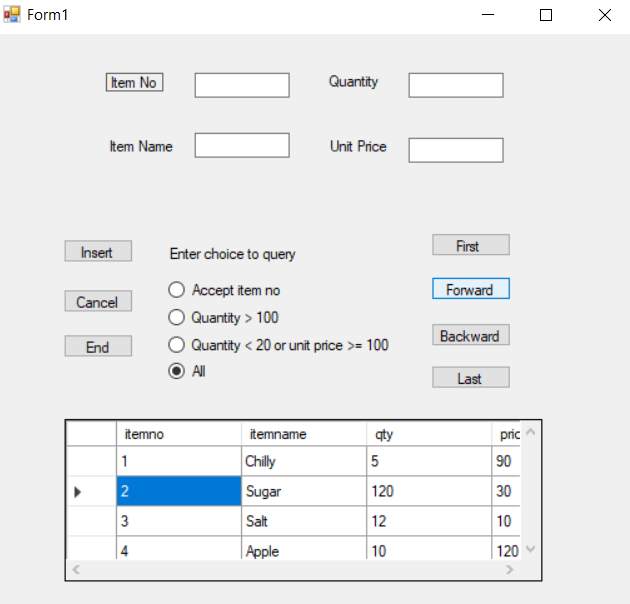 Form1
Item No Quantity
Item Name Unit Price
Insert Enter choice to query First
Accept item no Forward
Cancel Quantity > 100
End Quantity < 20 or unit price >= 100 Backward
All Last
itemno itemname qty pric
1 Chilly 5 90
2 Sugar 120 30
3 Salt 12 10
4 Apple 10 120